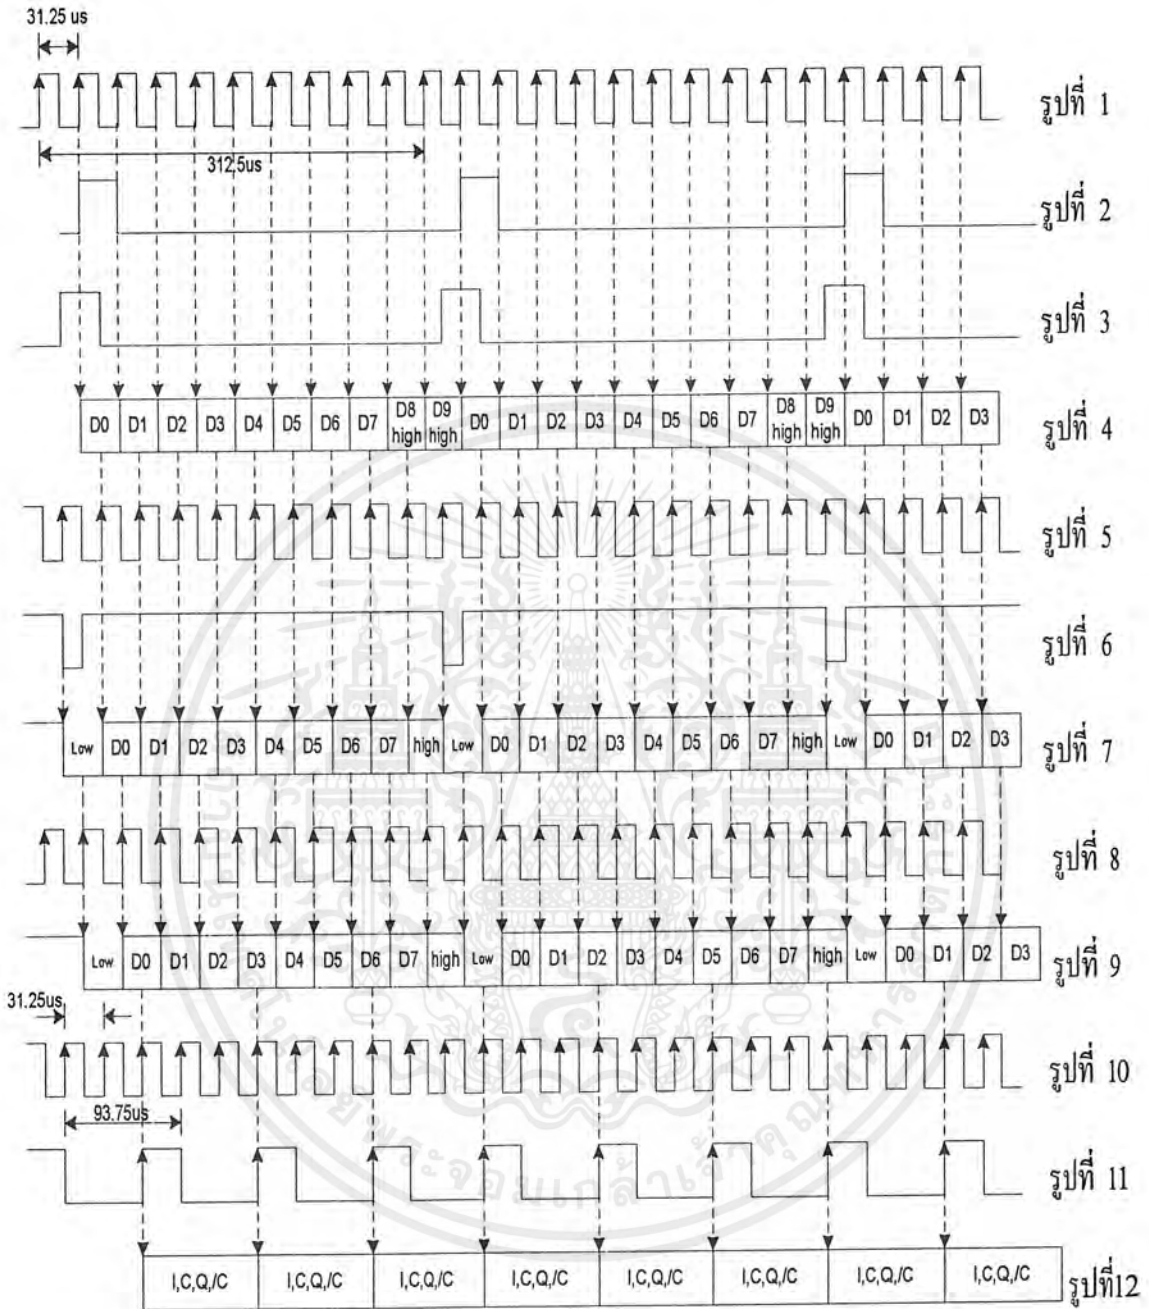 31.25 us
รูปที่ 1
312.5us
รูปที่ 2
รูปที่ 3
D0 D1 D2 D3 D4 D5 D6 D7 D8 high D9 high D0 D1 D2 D3 D4 D5 D6 D7 D8 high D9 high D0 D1 D2 D3
รูปที่ 4
รูปที่ 5
รูปที่ 6
Low D0 D1 D2 D3 D4 D5 D6 D7 high Low D0 D1 D2 D3 D4 D5 D6 D7 high Low D0 D1 D2 D3
รูปที่ 7
รูปที่ 8
Low D0 D1 D2 D3 D4 D5 D6 D7 high Low D0 D1 D2 D3 D4 D5 D6 D7 high Low D0 D1 D2 D3
รูปที่ 9
31.25us
รูปที่ 10
93.75us
รูปที่ 11
I,C,Q,/C I,C,Q,/C I,C,Q,/C I,C,Q,/C I,C,Q,/C I,C,Q,/C I,C,Q,/C I,C,Q,/C
รูปที่12